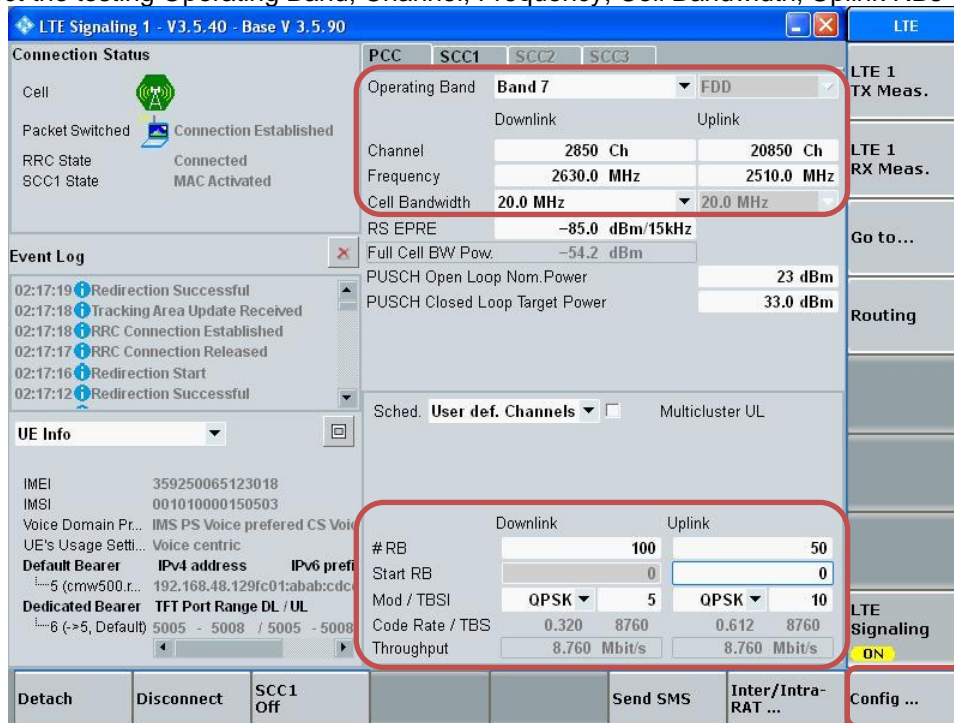 LTE Signaling 1 - V3.5.40 - Base V 3.5.90
LTE
Connection Status
Cell
Packet Switched Connection Established
RRC State Connected
SCC1 State MAC Activated
Event Log
02:17:19 Redirection Successful
02:17:18 Tracking Area Update Received
02:17:18 RRC Connection Established
02:17:17 RRC Connection Released
02:17:16 Redirection Start
02:17:12 Redirection Successful
UE Info
IMEI 359250065123018
IMSI 001010000150503
Voice Domain Pr... IMS PS Voice prefered CS Voic
UE's Usage Setti... Voice centric
Default Bearer IPv4 address IPv6 prefi
5 (cmw500.r... 192.168.48.129 fc01:abab:cdcc
Dedicated Bearer TFT Port Range DL / UL
6 (->5, Default) 5005 - 5008 / 5005 - 5008
PCC SCC1 SCC2 SCC3
Operating Band Band 7 FDD
Downlink Uplink
Channel 2850 Ch 20850 Ch
Frequency 2630.0 MHz 2510.0 MHz
Cell Bandwidth 20.0 MHz 20.0 MHz
RS EPRE -85.0 dBm/15kHz
Full Cell BW Pow. -54.2 dBm
PUSCH Open Loop Nom.Power 23 dBm
PUSCH Closed Loop Target Power 33.0 dBm
Sched. User def. Channels Multicluster UL
Downlink Uplink
# RB 100 50
Start RB 0 0
Mod / TBSI QPSK 5 QPSK 10
Code Rate / TBS 0.320 8760 0.612 8760
Throughput 8.760 Mbit/s 8.760 Mbit/s
LTE 1
TX Meas.
LTE 1
RX Meas.
Go to...
Routing
LTE
Signaling
ON
Detach
Disconnect
SCC1
Off
Send SMS
Inter/Intra-
RAT ...
Config ...